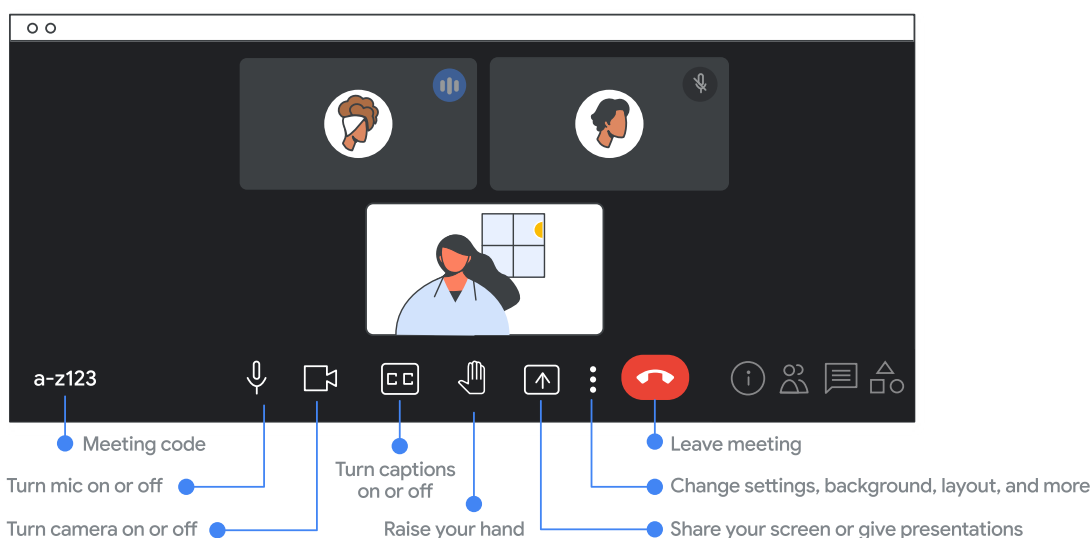 a-z123
CC
Meeting code
Leave meeting
Turn captions
on or off
Turn mic on or off
Change settings, background, layout, and more
Turn camera on or off
Raise your hand
Share your screen or give presentations